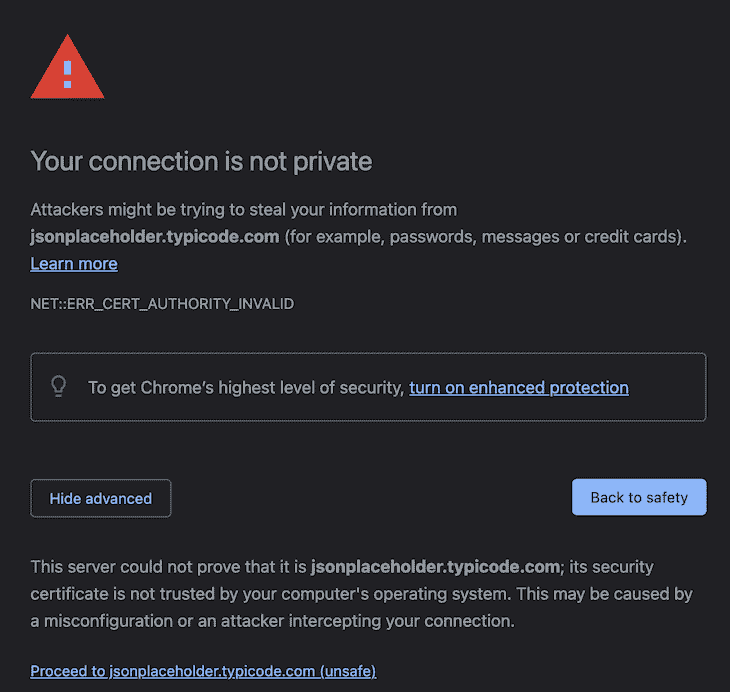 Your connection is not private
Attackers might be trying to steal your information from
jsonplaceholder.typicode.com (for example, passwords, messages or credit cards).
Learn more
NET::ERR_CERT_AUTHORITY_INVALID
To get Chrome’s highest level of security, turn on enhanced protection
Hide advanced
Back to safety
This server could not prove that it is jsonplaceholder.typicode.com; its security
certificate is not trusted by your computer's operating system. This may be caused by
a misconfiguration or an attacker intercepting your connection.
Proceed to jsonplaceholder.typicode.com (unsafe)